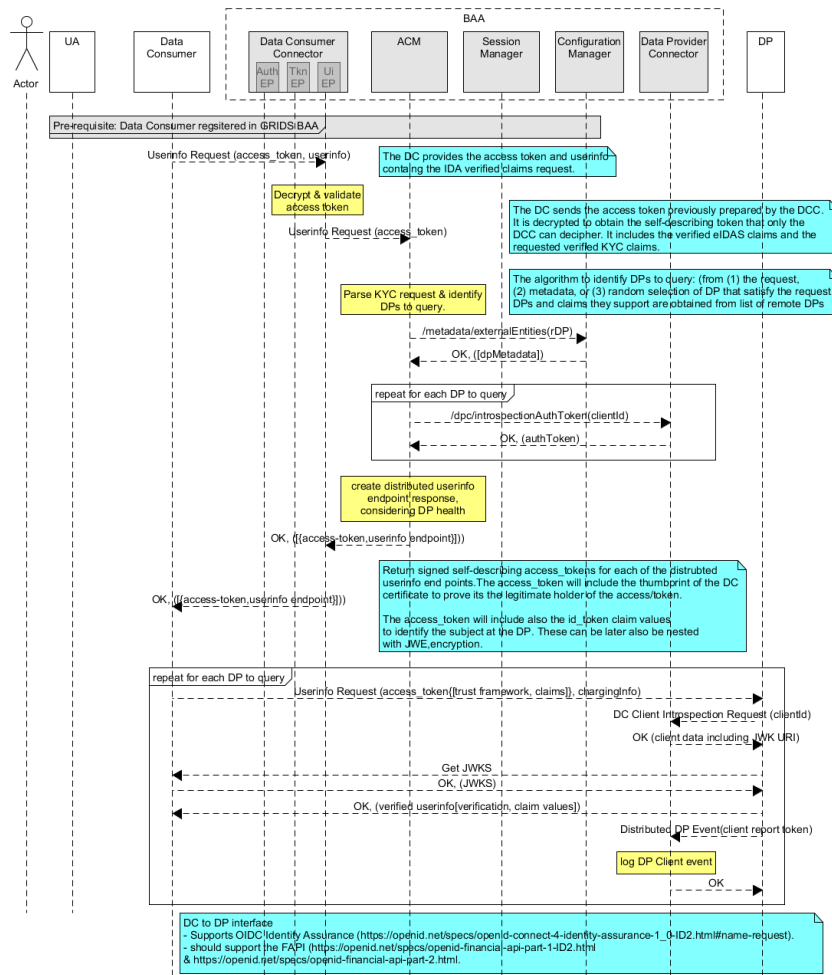 BAA
Actor
UA
Data
Consumer
Data Consumer
Connector
Auth
EP
Tkn
EP
Ui
EP
ACM
Session
Manager
Configuration
Manager
Data Provider
Connector
DP
Pre-requisite: Data Consumer regsitered in GRIDS BAA
Userinfo Request (access_token, userinfo)
The DC provides the access token and userinfo
containg the IDA verified claims request.
Decrypt & validate
access token
The DC sends the access token previously prepared by the DCC.
It is decrypted to obtain the self-describing token that only the
DCC can decipher. It includes the verified eIDAS claims and the
requested verified KYC claims.
Userinfo Request (access_token)
The algorithm to identify DPs to query: (from (1) the request,
(2) metadata, or (3) random selection of DP that satisfy the request
DPs and claims they support are obtained from list of remote DPs
Parse KYC request & identify
DPs to query.
/metadata/externalEntities(rDP)
OK, ([dpMetadata])
repeat for each DP to query
/dpc/introspectionAuthToken(clientId)
OK, (authToken)
create distributed userinfo
endpoint response,
considering DP health
OK, ([{access-token,userinfo endpoint}]))
Return signed self-describing access_tokens for each of the distrubted
userinfo end points.The access_token will include the thumbprint of the DC
certificate to prove its the legitimate holder of the access/token.
The access_token will include also the id_token claim values
to identify the subject at the DP. These can be later also be nested
with JWE,encryption.
OK, ([{access-token,userinfo endpoint}]))
repeat for each DP to query
Userinfo Request (access_token{[trust framework, claims]}, chargingInfo)
DC Client Introspection Request (clientId)
OK (client data including JWK URI)
Get JWKS
OK, (JWKS)
OK, (verified userinfo[verification, claim values])
Distributed DP Event(client report token)
log DP Client event
OK
DC to DP interface
- Supports OIDC Identify Assurance (https://openid.net/specs/openid-connect-4-identity-assurance-1_0-ID2.html#name-request).
- should support the FAPI (https://openid.net/specs/openid-financial-api-part-1-ID2.html
& https://openid.net/specs/openid-financial-api-part-2.html.